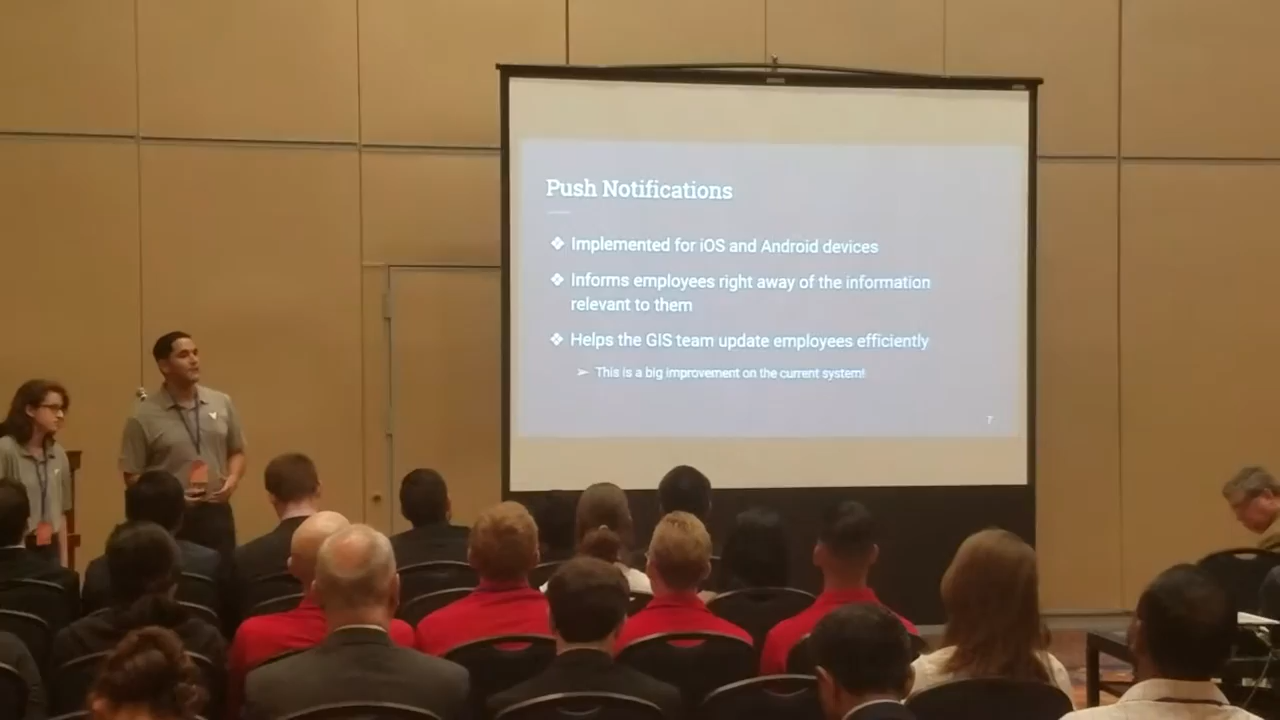 Push Notifications
❖ Implemented for iOS and Android devices
❖ Informs employees right away of the information
relevant to them
❖ Helps the GIS team update employees efficiently
➢ This is a big improvement on the current system!
7